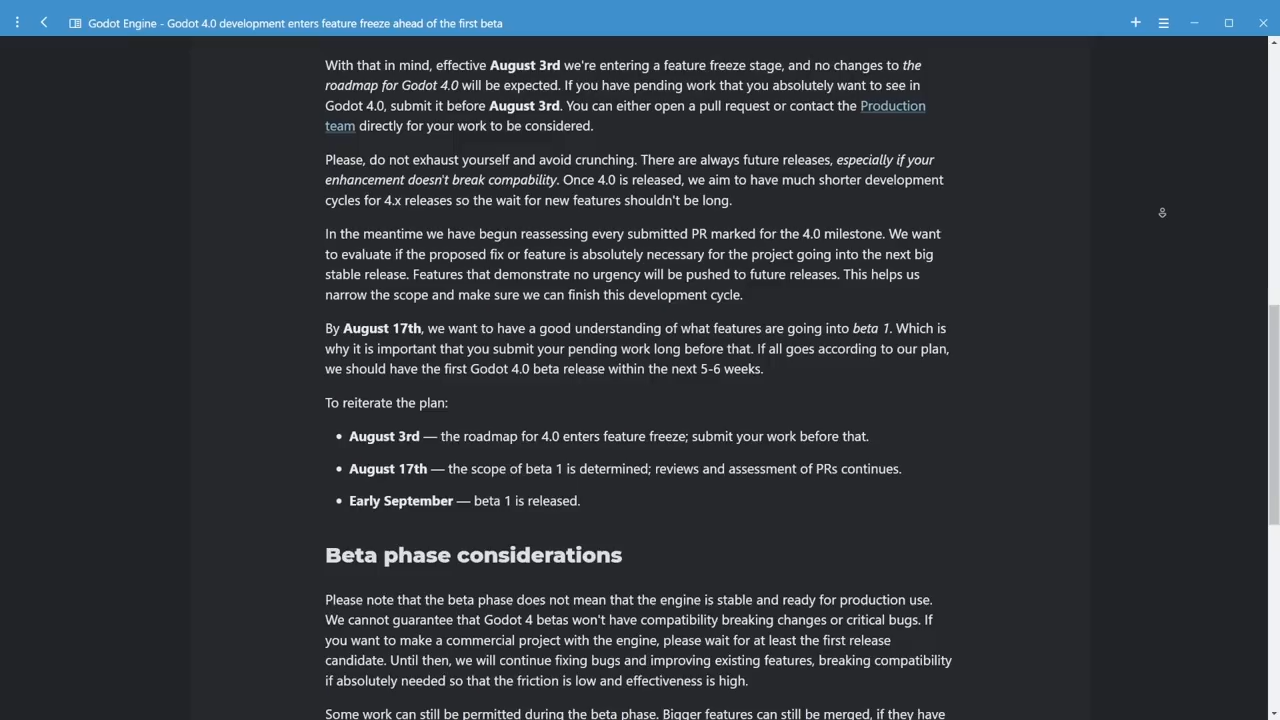 Godot Engine - Godot 4.0 development enters feature freeze ahead of the first beta
With that in mind, effective August 3rd we're entering a feature freeze stage, and no changes to the
roadmap for Godot 4.0 will be expected. If you have pending work that you absolutely want to see in
Godot 4.0, submit it before August 3rd. You can either open a pull request or contact the Production
team directly for your work to be considered.
Please, do not exhaust yourself and avoid crunching. There are always future releases, especially if your
enhancement doesn't break compability. Once 4.0 is released, we aim to have much shorter development
cycles for 4.x releases so the wait for new features shouldn't be long.
In the meantime we have begun reassessing every submitted PR marked for the 4.0 milestone. We want
to evaluate if the proposed fix or feature is absolutely necessary for the project going into the next big
stable release. Features that demonstrate no urgency will be pushed to future releases. This helps us
narrow the scope and make sure we can finish this development cycle.
By August 17th, we want to have a good understanding of what features are going into beta 1. Which is
why it is important that you submit your pending work long before that. If all goes according to our plan,
we should have the first Godot 4.0 beta release within the next 5-6 weeks.
To reiterate the plan:
• August 3rd — the roadmap for 4.0 enters feature freeze; submit your work before that.
• August 17th — the scope of beta 1 is determined; reviews and assessment of PRs continues.
• Early September — beta 1 is released.
Beta phase considerations
Please note that the beta phase does not mean that the engine is stable and ready for production use.
We cannot guarantee that Godot 4 betas won't have compatibility breaking changes or critical bugs. If
you want to make a commercial project with the engine, please wait for at least the first release
candidate. Until then, we will continue fixing bugs and improving existing features, breaking compatibility
if absolutely needed so that the friction is low and effectiveness is high.
Some work can still be permitted during the beta phase. Bigger features can still be merged, if they have